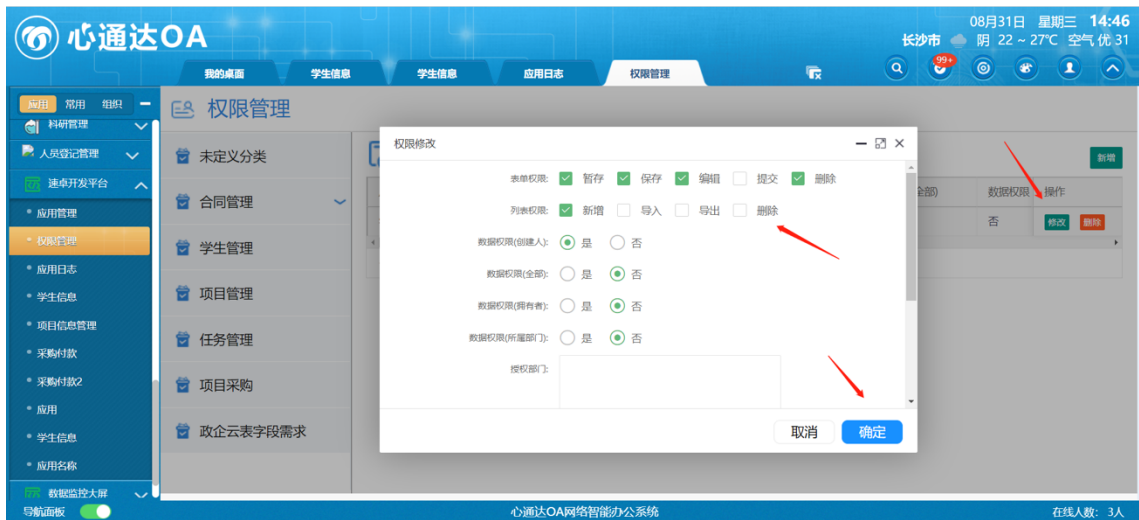 心通达OA
08月31日 星期三 14:46
长沙市 阴 22 ~ 27℃ 空气 优 31
我的桌面 学生信息 学生信息 应用日志 权限管理
99+
应用 常用 组织
科研管理
人员登记管理
速卓开发平台
应用管理
权限管理
应用日志
学生信息
项目信息管理
采购付款
采购付款2
应用
学生信息
应用名称
数据监控大屏
导航面板
权限管理
未定义分类
合同管理
学生管理
项目管理
任务管理
项目采购
政企云表字段需求
新增
全部) 数据权限 操作
否 修改 删除
权限修改
表单权限: 暂存 保存 编辑 提交 删除
列表权限: 新增 导入 导出 删除
数据权限(创建人): 是 否
数据权限(全部): 是 否
数据权限(拥有者): 是 否
数据权限(所属部门): 是 否
授权部门:
取消 确定
心通达OA网络智能办公系统
在线人数: 3人